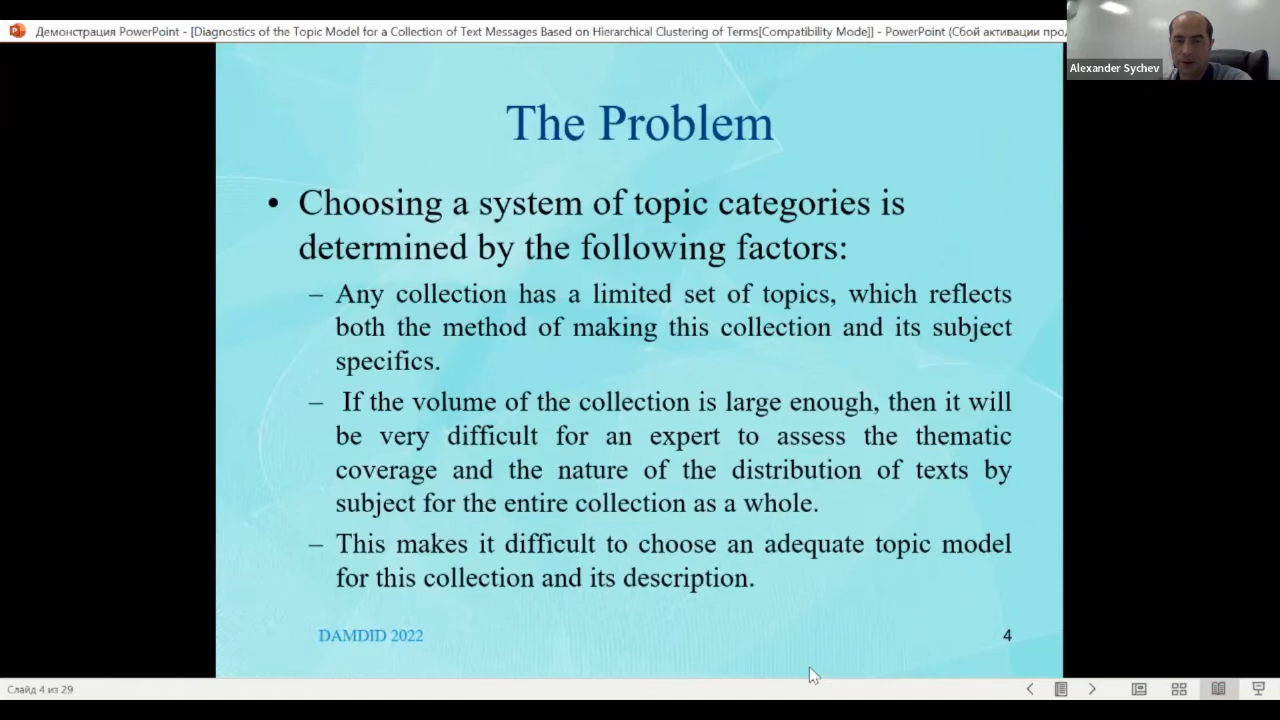 Демонстрация PowerPoint - [Diagnostics of the Topic Model for a Collection of Text Messages Based on Hierarchical Clustering of Terms[Compatibility Mode]] - PowerPoint (Сбой активации про
Alexander Sychev
The Problem
• Choosing a system of topic categories is
determined by the following factors:
– Any collection has a limited set of topics, which reflects
both the method of making this collection and its subject
specifics.
– If the volume of the collection is large enough, then it will
be very difficult for an expert to assess the thematic
coverage and the nature of the distribution of texts by
subject for the entire collection as a whole.
– This makes it difficult to choose an adequate topic model
for this collection and its description.
DAMDID 2022
4
Слайд 4 из 29